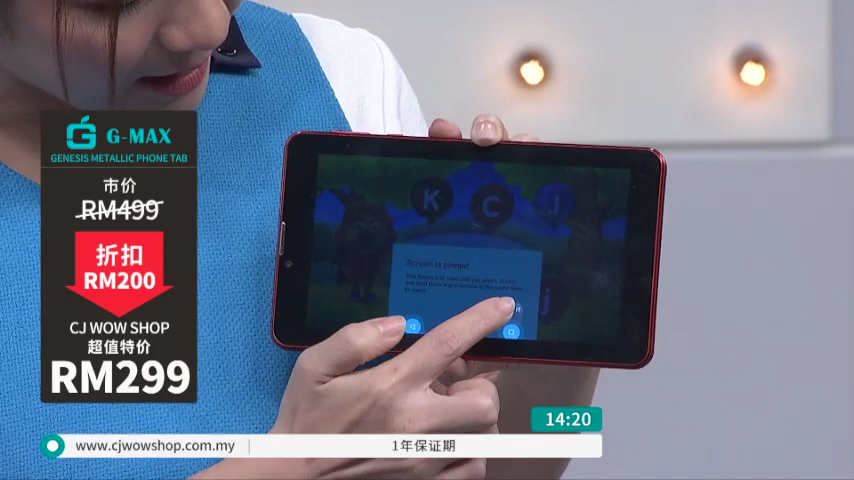 G-MAX
GENESIS METALLIC PHONE TAB
市价
RM499
折扣
RM200
CJ WOW SHOP
超值特价
RM299
K
C
J
j
Screen is pinned
14:20
www.cjwowshop.com.my
1年保证期